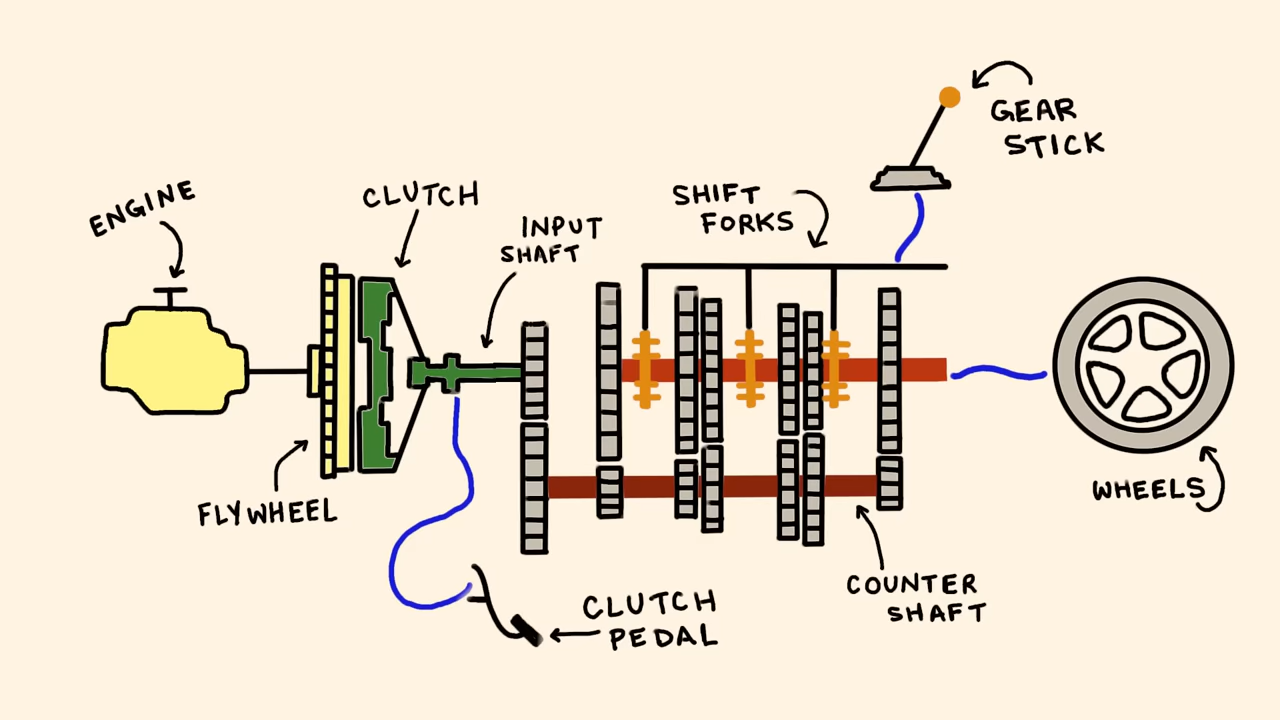 GEAR
STICK
ENGINE
CLUTCH
SHIFT
FORKS
INPUT
SHAFT
FLYWHEEL
WHEELS
COUNTER
SHAFT
CLUTCH
PEDAL